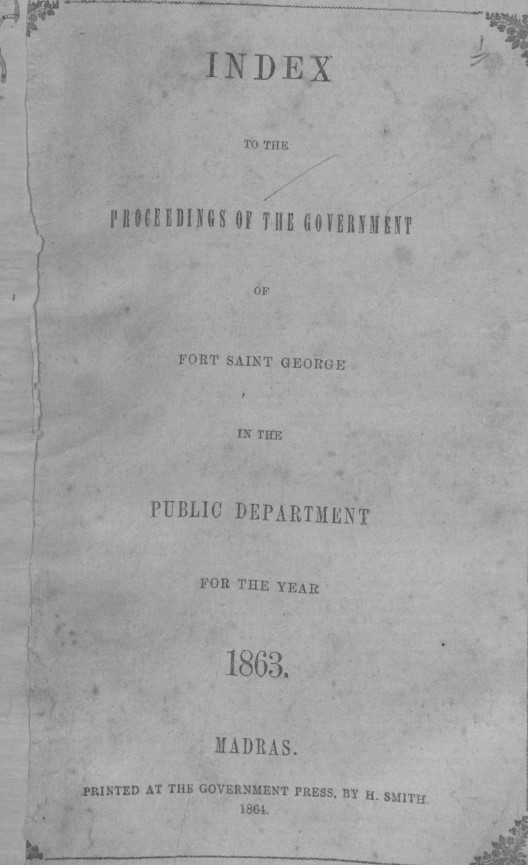 INDEX
TO THE
PROCEEDINGS OF THE GOVERNMENT
OF
FORT SAINT GEORGE
IN THE
PUBLIC DEPARTMENT
FOR THE YEAR
1863.
MADRAS.
PRINTED AT THE GOVERNMENT PRESS, BY H. SMITH.
1864.